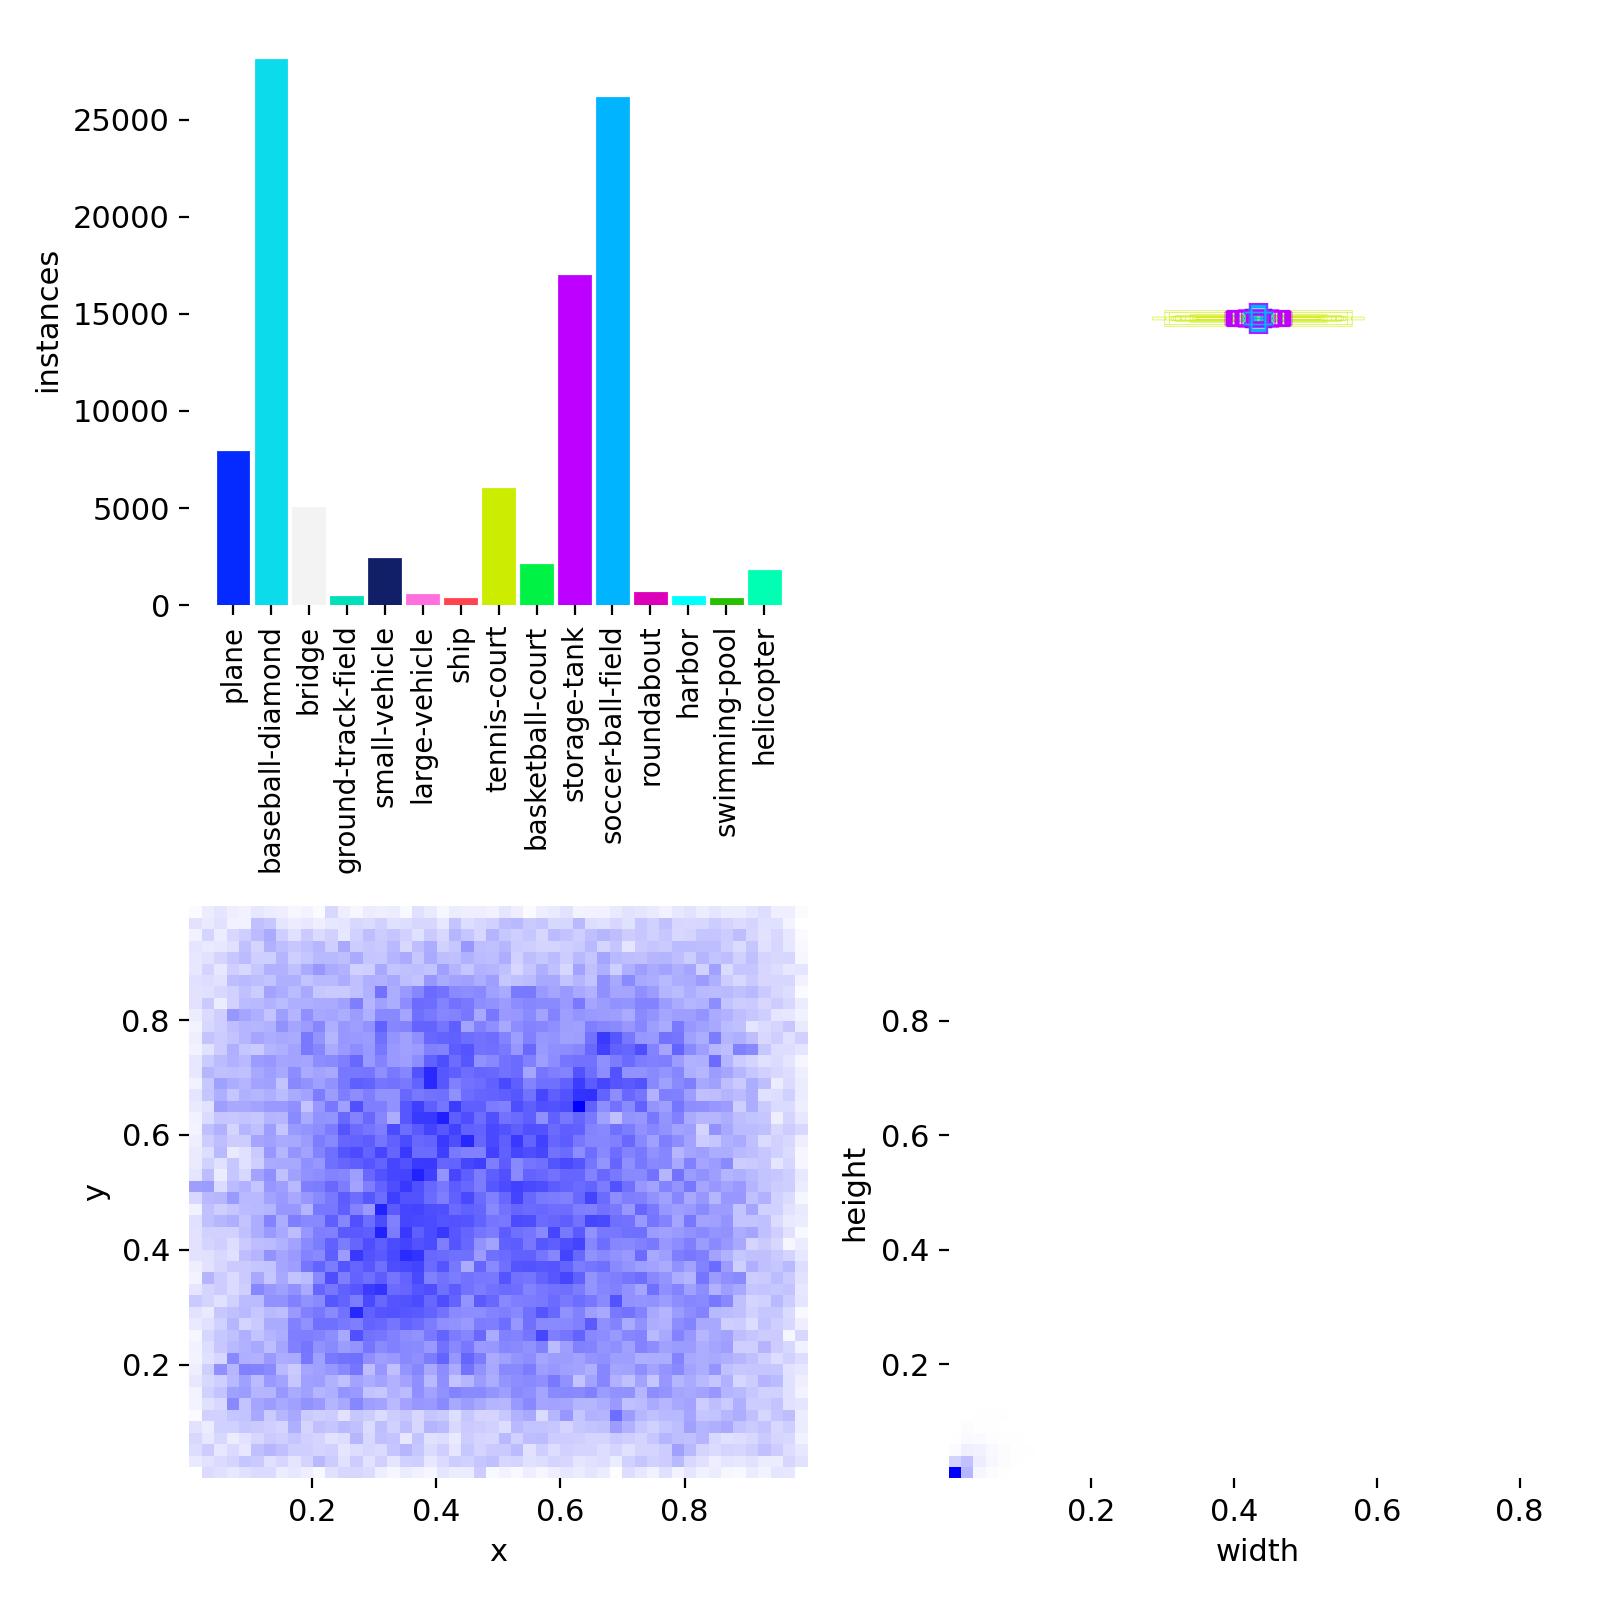 25000
20000
15000
10000
5000
0
instances
plane
baseball-diamond
bridge
ground-track-field
small-vehicle
large-vehicle
ship
tennis-court
basketball-court
storage-tank
soccer-ball-field
roundabout
harbor
swimming-pool
helicopter
0.8
0.6
0.4
0.2
y
0.2 0.4 0.6 0.8
x
0.8
0.6
0.4
0.2
height
0.2 0.4 0.6 0.8
width